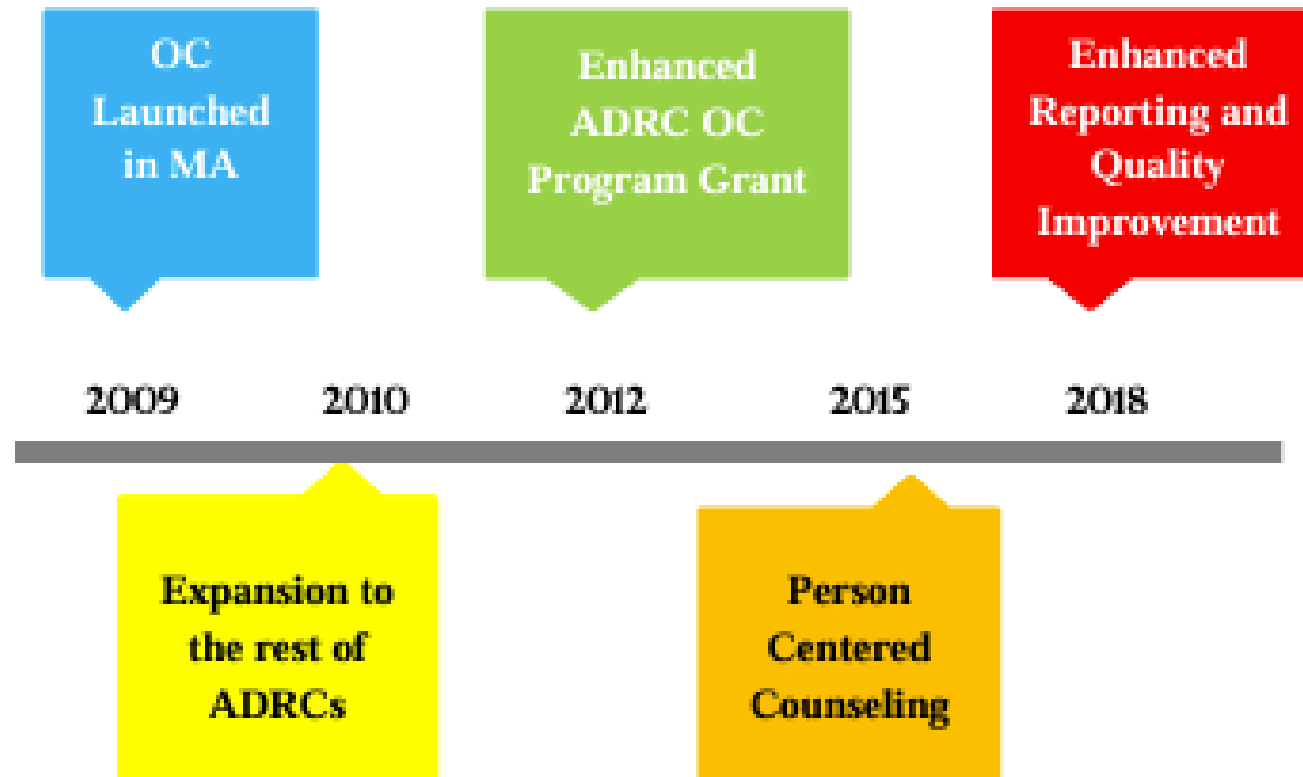 OC
Launched
in MA
Enhanced
ADRC OC
Program Grant
Enhanced
Reporting and
Quality
Improvement
2009 2010 2012 2015 2018
Expansion to
the rest of
ADRCs
Person
Centered
Counseling